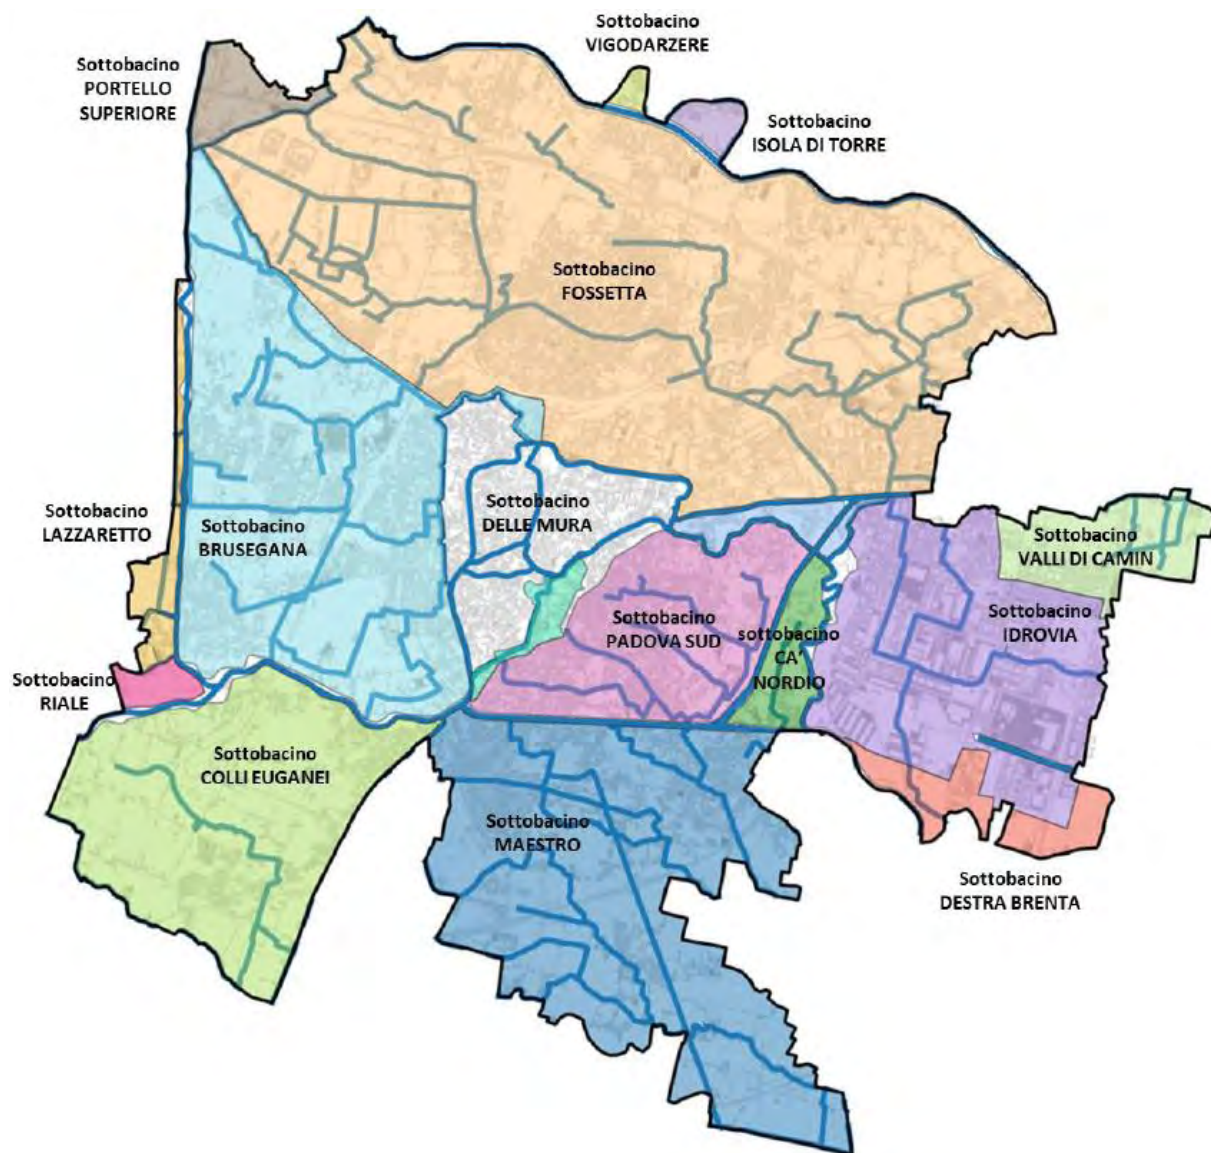 Sottobacino
VIGODARZERE
Sottobacino
PORTELLO
SUPERIORE
Sottobacino
ISOLA DI TORRE
Sottobacino
FOSSETTA
Sottobacino
LAZZARETTO
Sottobacino
BRUSEGANA
Sottobacino
DELLE MURA
Sottobacino
VALLI DI CAMIN
Sottobacino
PADOVA SUD
sottobacino
CA'
NORDIO
Sottobacino
IDROVIA
Sottobacino
RIALE
Sottobacino
COLLI EUGANEI
Sottobacino
MAESTRO
Sottobacino
DESTRA BRENTA